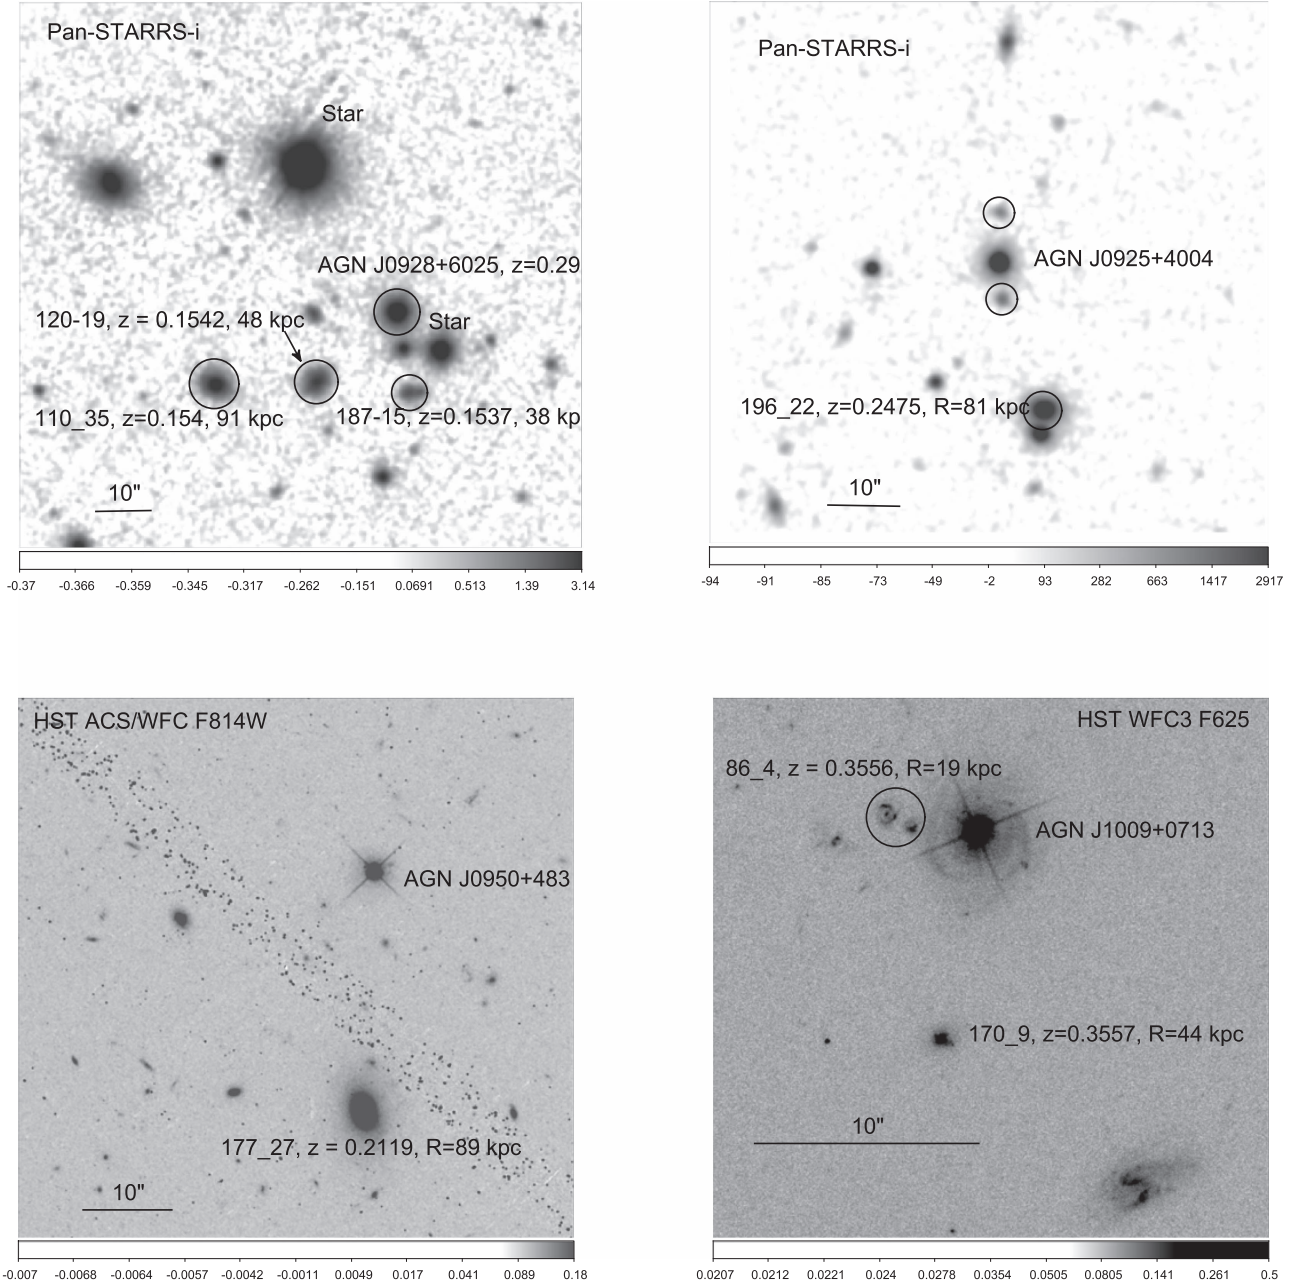 Pan-STARRS-i
Star
AGN J0928+6025, z=0.29
120-19, z = 0.1542, 48 kpc
Star
110_35, z=0.154, 91 kpc
187-15, z=0.1537, 38 kp
10"
-0.37 -0.366 -0.359 -0.345 -0.317 -0.262 -0.151 0.0691 0.513 1.39 3.14
Pan-STARRS-i
AGN J0925+4004
196_22, z=0.2475, R=81 kpc
10"
-94 -91 -85 -73 -49 -2 93 282 663 1417 2917
HST ACS/WFC F814W
AGN J0950+483
177_27, z = 0.2119, R=89 kpc
10"
-0.007 -0.0068 -0.0064 -0.0057 -0.0042 -0.0011 0.0049 0.017 0.041 0.089 0.18
HST WFC3 F625
86_4, z = 0.3556, R=19 kpc
AGN J1009+0713
170_9, z=0.3557, R=44 kpc
10"
0.0207 0.0212 0.0221 0.024 0.0278 0.0354 0.0505 0.0805 0.141 0.261 0.5